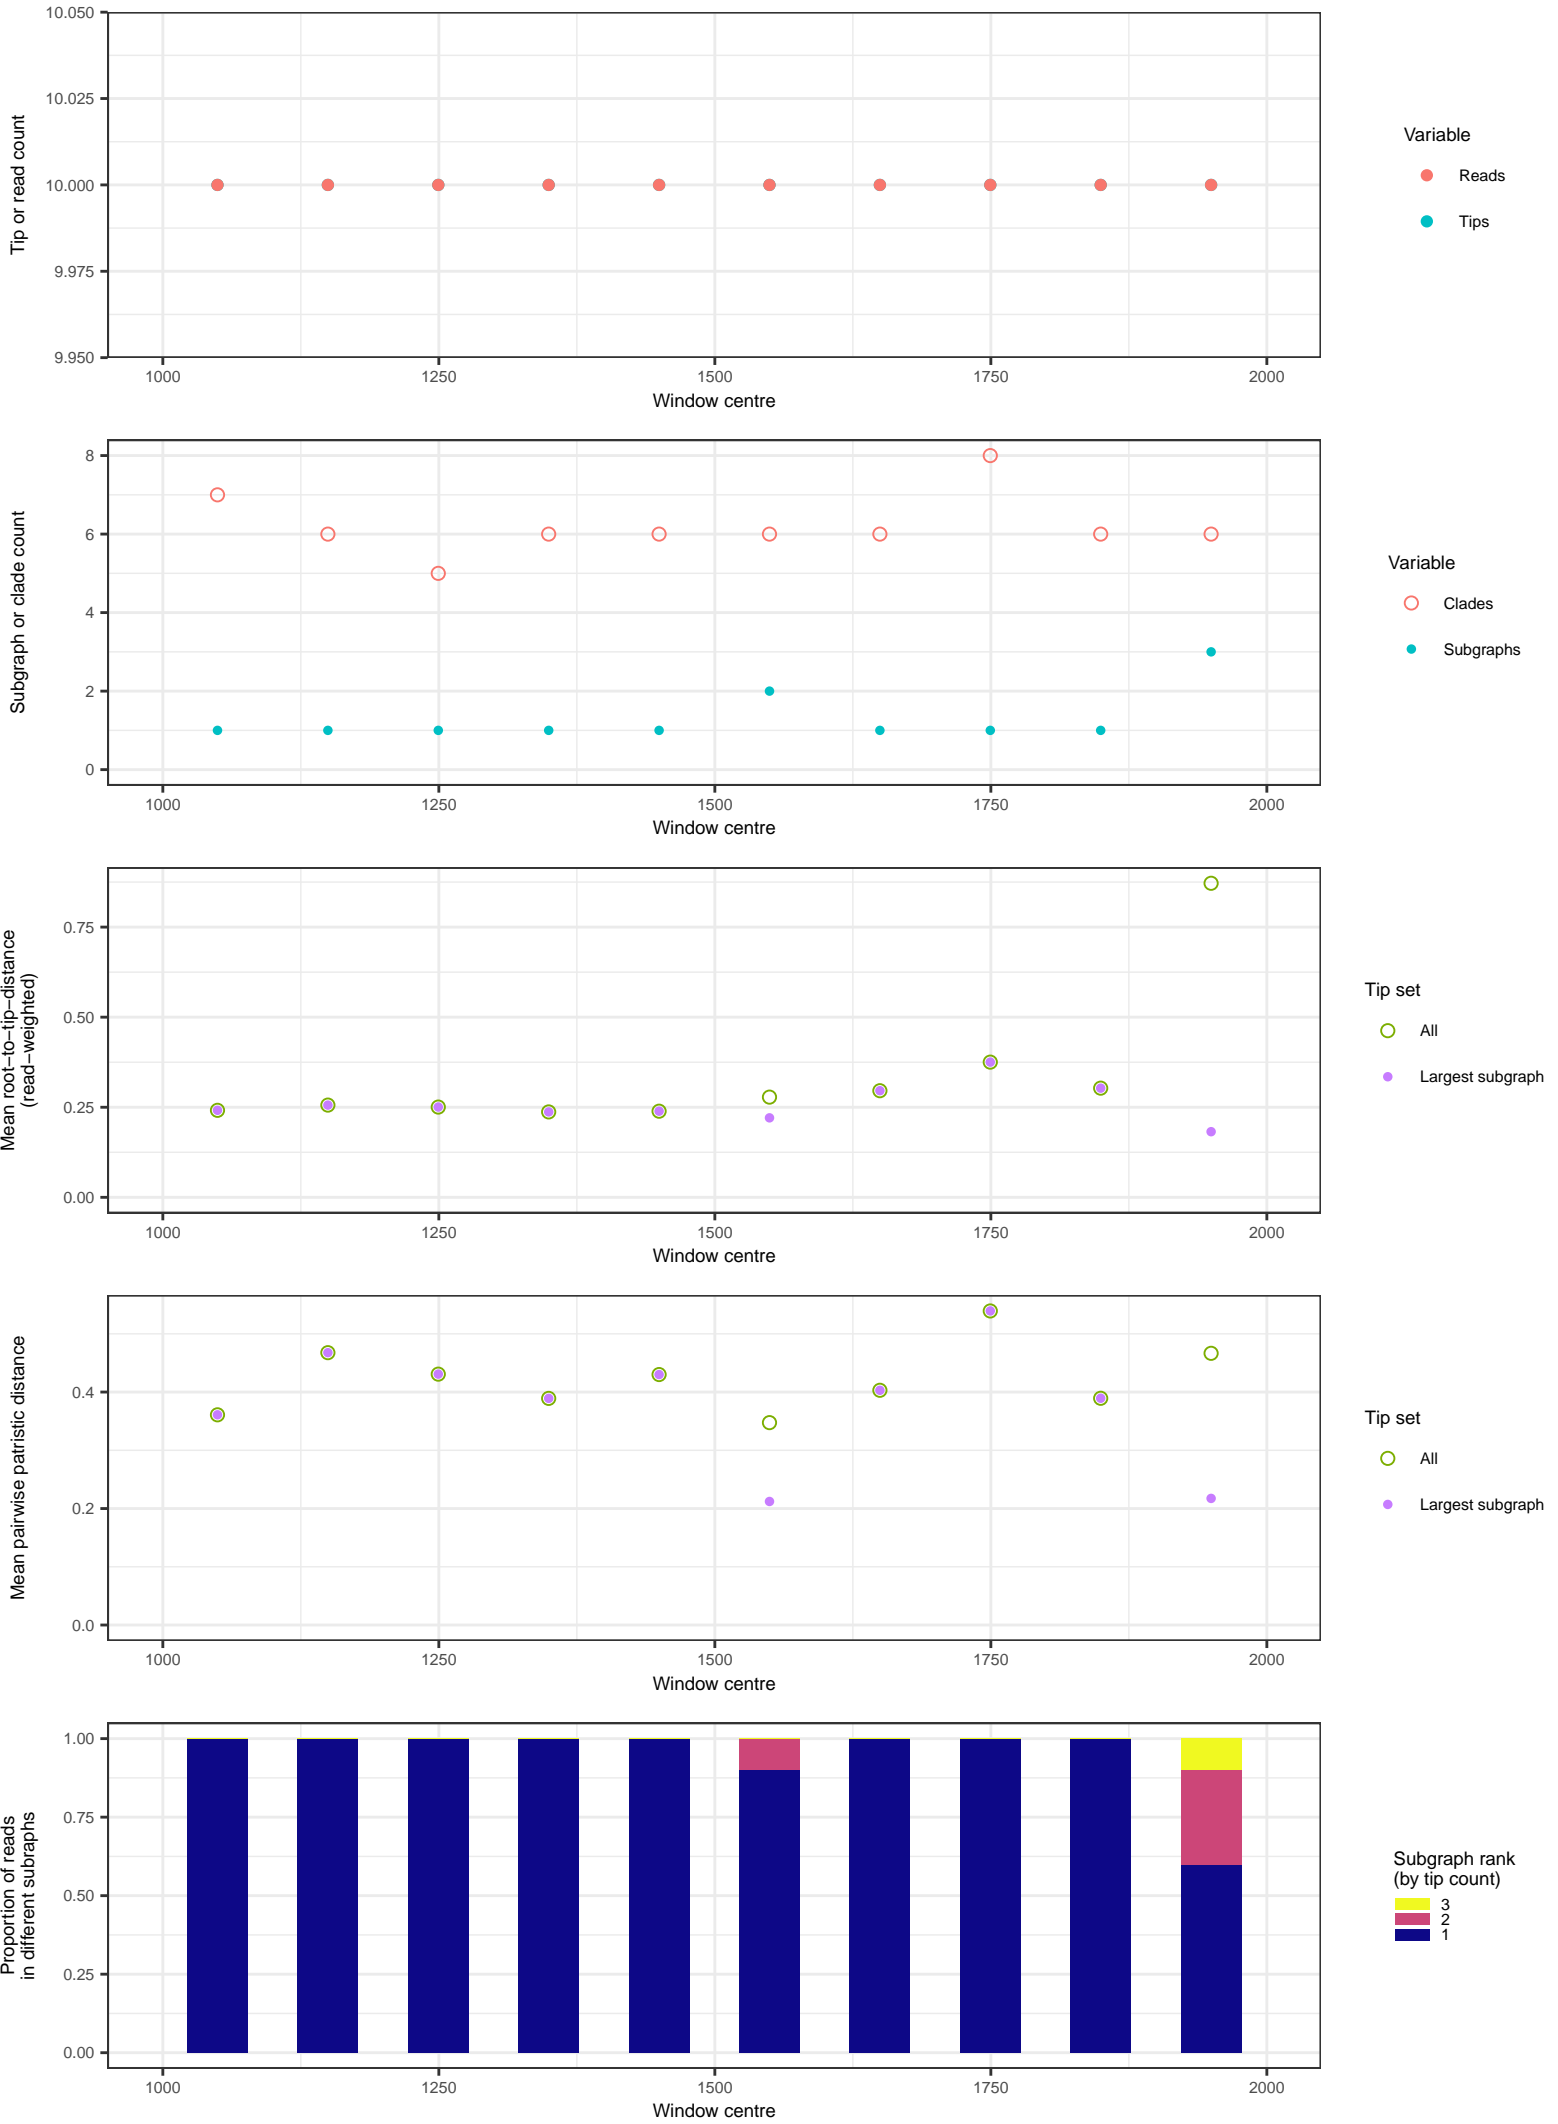 10.050
10.025
10.000
9.975
9.950
Tip or read count
1000 1250 1500 1750 2000
Window centre
Variable
Reads
Tips
8
6
4
2
0
Subgraph or clade count
1000 1250 1500 1750 2000
Window centre
Variable
Clades
Subgraphs
0.75
0.50
0.25
0.00
Mean root−to−tip−distance
(read−weighted)
1000 1250 1500 1750 2000
Window centre
Tip set
All
Largest subgraph
0.4
0.2
0.0
Mean pairwise patristic distance
1000 1250 1500 1750 2000
Window centre
Tip set
All
Largest subgraph
1.00
0.75
0.50
0.25
0.00
Proportion of reads
in different subraphs
1000 1250 1500 1750 2000
Window centre
Subgraph rank
(by tip count)
3
2
1